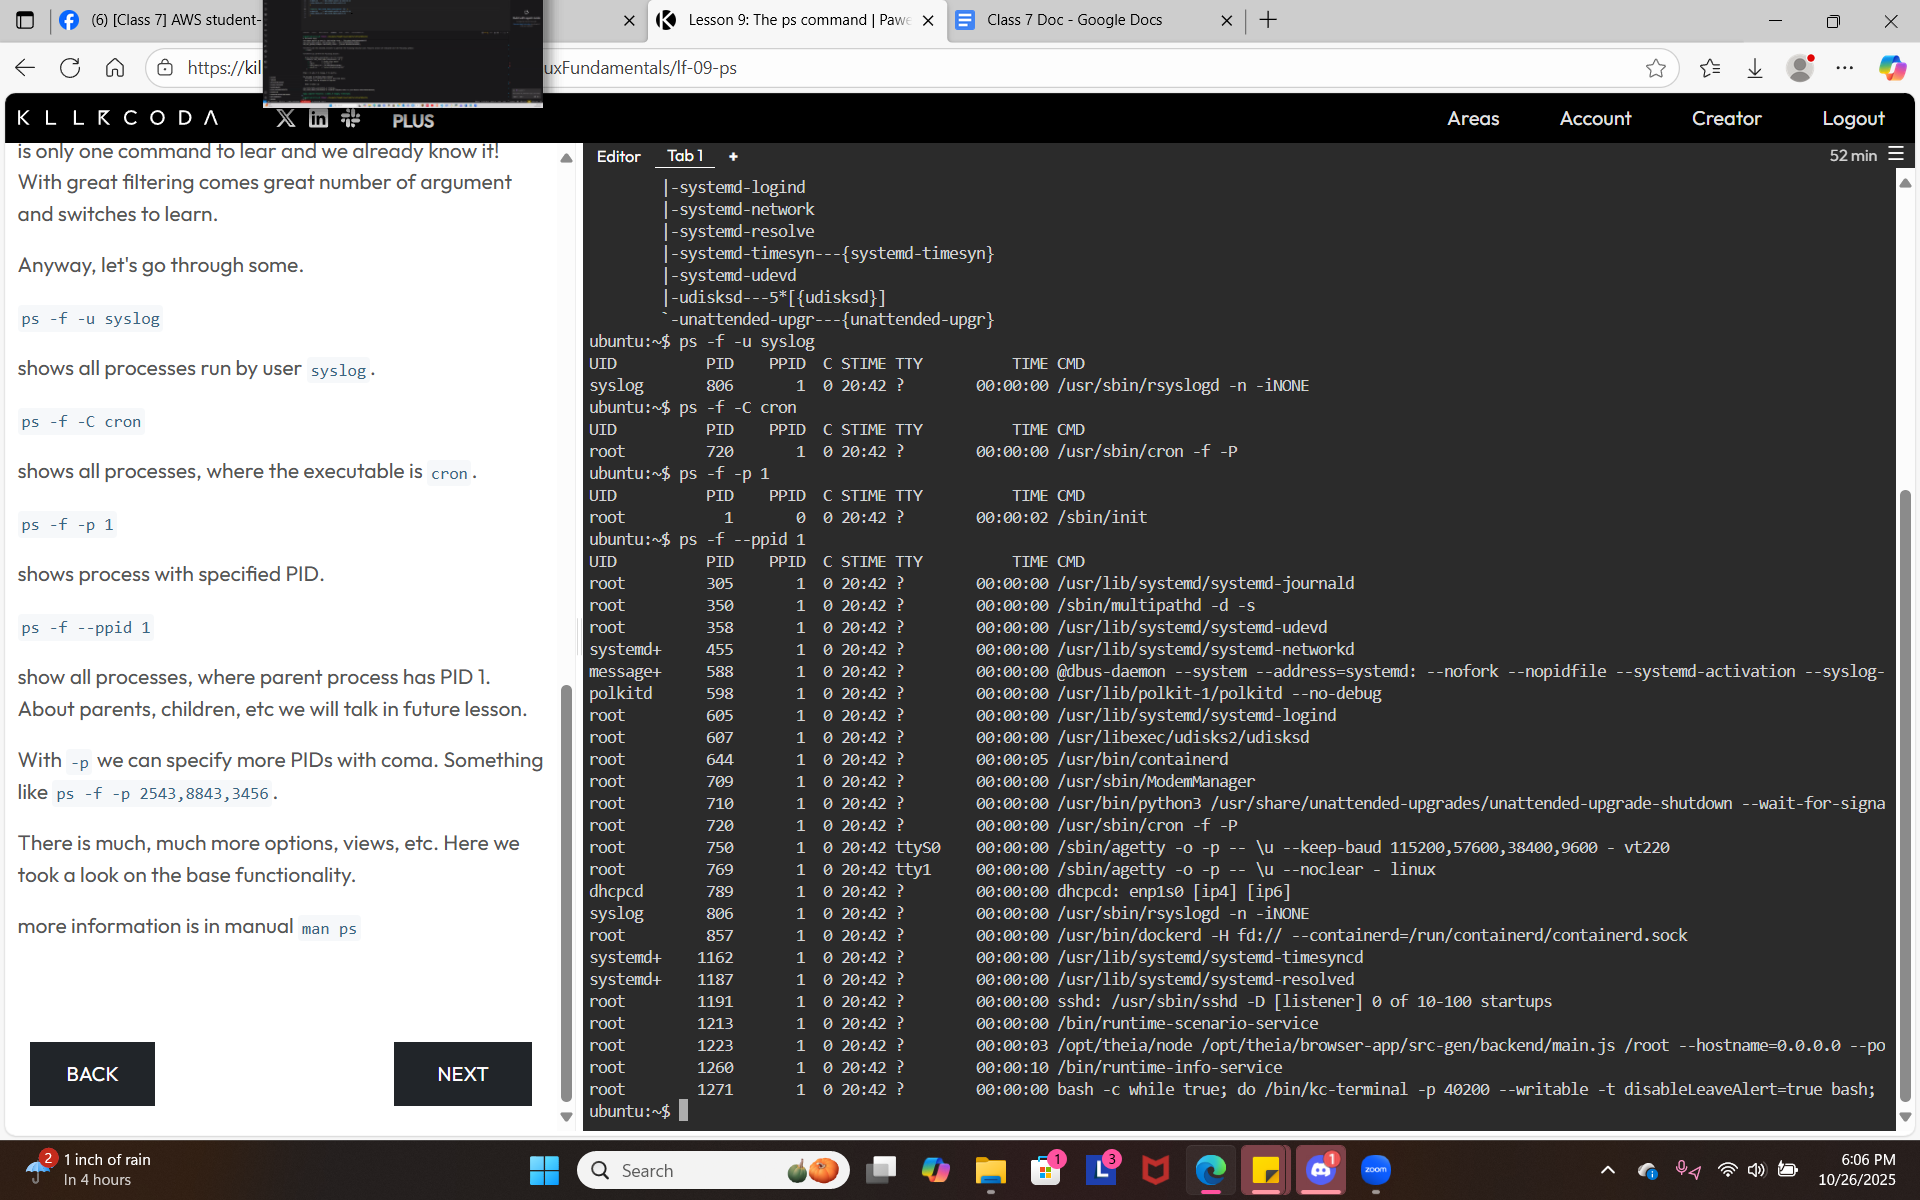 (6) [Class 7] AWS student-
Lesson 9: The ps command | Pawe
Class 7 Doc - Google Docs
https://kil
uxFundamentals/lf-09-ps
KLLRCODA
PLUS
Areas
Account
Creator
Logout
is only one command to lear and we already know it!
With great filtering comes great number of argument
and switches to learn.
Anyway, let's go through some.
ps -f -u syslog
shows all processes run by user syslog.
ps -f -C cron
shows all processes, where the executable is cron.
ps -f -p 1
shows process with specified PID.
ps -f --ppid 1
show all processes, where parent process has PID 1.
About parents, children, etc we will talk in future lesson.
With -p we can specify more PIDs with coma. Something
like ps -f -p 2543,8843,3456.
There is much, much more options, views, etc. Here we
took a look on the base functionality.
more information is in manual man ps
BACK
NEXT
Editor
Tab 1
+
52 min
|-systemd-logind
|-systemd-network
|-systemd-resolve
|-systemd-timesyn---{systemd-timesyn}
|-systemd-udevd
|-udisksd---5*[{udisksd}]
`-unattended-upgr---{unattended-upgr}
ubuntu:~$ ps -f -u syslog
UID PID PPID C STIME TTY TIME CMD
syslog 806 1 0 20:42 ? 00:00:00 /usr/sbin/rsyslogd -n -iNONE
ubuntu:~$ ps -f -C cron
UID PID PPID C STIME TTY TIME CMD
root 720 1 0 20:42 ? 00:00:00 /usr/sbin/cron -f -P
ubuntu:~$ ps -f -p 1
UID PID PPID C STIME TTY TIME CMD
root 1 0 0 20:42 ? 00:00:02 /sbin/init
ubuntu:~$ ps -f --ppid 1
UID PID PPID C STIME TTY TIME CMD
root 305 1 0 20:42 ? 00:00:00 /usr/lib/systemd/systemd-journald
root 350 1 0 20:42 ? 00:00:00 /sbin/multipathd -d -s
root 358 1 0 20:42 ? 00:00:00 /usr/lib/systemd/systemd-udevd
systemd+ 455 1 0 20:42 ? 00:00:00 /usr/lib/systemd/systemd-networkd
message+ 588 1 0 20:42 ? 00:00:00 @dbus-daemon --system --address=systemd: --nofork --nopidfile --systemd-activation --syslog-
polkitd 598 1 0 20:42 ? 00:00:00 /usr/lib/polkit-1/polkitd --no-debug
root 605 1 0 20:42 ? 00:00:00 /usr/lib/systemd/systemd-logind
root 607 1 0 20:42 ? 00:00:00 /usr/libexec/udisks2/udisksd
root 644 1 0 20:42 ? 00:00:05 /usr/bin/containerd
root 709 1 0 20:42 ? 00:00:00 /usr/sbin/ModemManager
root 710 1 0 20:42 ? 00:00:00 /usr/bin/python3 /usr/share/unattended-upgrades/unattended-upgrade-shutdown --wait-for-signa
root 720 1 0 20:42 ? 00:00:00 /usr/sbin/cron -f -P
root 750 1 0 20:42 ttyS0 00:00:00 /sbin/agetty -o -p -- \u --keep-baud 115200,57600,38400,9600 - vt220
root 769 1 0 20:42 tty1 00:00:00 /sbin/agetty -o -p -- \u --noclear - linux
dhcpcd 789 1 0 20:42 ? 00:00:00 dhcpcd: enp1s0 [ip4] [ip6]
syslog 806 1 0 20:42 ? 00:00:00 /usr/sbin/rsyslogd -n -iNONE
root 857 1 0 20:42 ? 00:00:00 /usr/bin/dockerd -H fd:// --containerd=/run/containerd/containerd.sock
systemd+ 1162 1 0 20:42 ? 00:00:00 /usr/lib/systemd/systemd-timesyncd
systemd+ 1187 1 0 20:42 ? 00:00:00 /usr/lib/systemd/systemd-resolved
root 1191 1 0 20:42 ? 00:00:00 sshd: /usr/sbin/sshd -D [listener] 0 of 10-100 startups
root 1213 1 0 20:42 ? 00:00:00 /bin/runtime-scenario-service
root 1223 1 0 20:42 ? 00:00:03 /opt/theia/node /opt/theia/browser-app/src-gen/backend/main.js /root --hostname=0.0.0.0 --po
root 1260 1 0 20:42 ? 00:00:10 /bin/runtime-info-service
root 1271 1 0 20:42 ? 00:00:00 bash -c while true; do /bin/kc-terminal -p 40200 --writable -t disableLeaveAlert=true bash;
ubuntu:~$
2
1 inch of rain
In 4 hours
Search
1
L
3
1
zoom
6:06 PM
10/26/2025